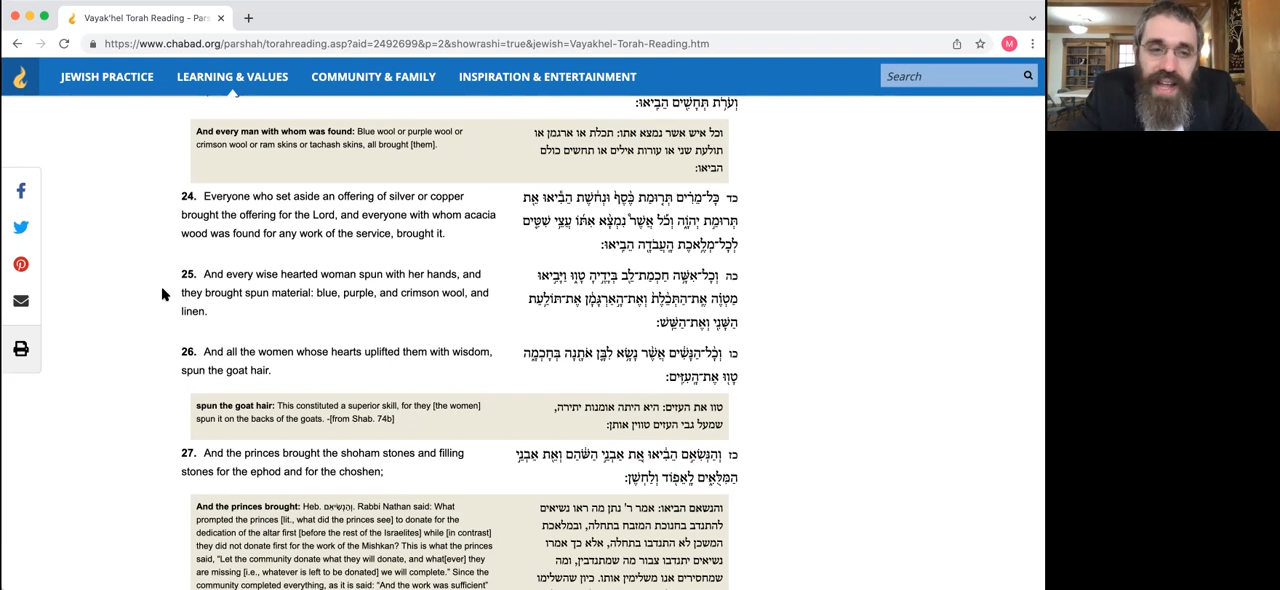 Vayak'hel Torah Reading - Pars
https://www.chabad.org/parshah/torahreading.asp?aid=2492699&p=2&showrashi=true&jewish=Vayakhel-Torah-Reading.htm
M
JEWISH PRACTICE LEARNING & VALUES COMMUNITY & FAMILY INSPIRATION & ENTERTAINMENT
Search
וְעֹרֹ֥ת תְּחָשִׁ֖ים הֵבִֽיאוּ:
And every man with whom was found: Blue wool or purple wool or
crimson wool or ram skins or tachash skins, all brought [them].
וכל איש אשר נמצא אתו: תכלת או ארגמן או
תולעת שני או עורות אילים או תחשים כולם
הביאו:
24. Everyone who set aside an offering of silver or copper
brought the offering for the Lord, and everyone with whom acacia
wood was found for any work of the service, brought it.
כד כָּל־מֵרִ֗ים תְּר֤וּמַת כֶּ֨סֶף֙ וּנְח֔שֶׁת הֵבִ֕יאוּ אֵ֖ת
תְּרוּמַ֣ת יְהֹוָ֑ה וְכֹ֡ל אֲשֶׁר֩ נִמְצָ֨א אִתּ֜וֹ עֲצֵ֥י שִׁטִּ֛ים
לְכָל־מְלֶ֥אכֶת הָֽעֲבֹדָ֖ה הֵבִֽיאוּ:
25. And every wise hearted woman spun with her hands, and
they brought spun material: blue, purple, and crimson wool, and
linen.
כה וְכָל־אִשָּׁ֥ה חַכְמַת־לֵ֖ב בְּיָדֶ֣יהָ טָו֑וּ וַיָּבִ֣יאוּ
מַטְוֶ֗ה אֶֽת־הַתְּכֵ֨לֶת֙ וְאֶת־הָ֣אַרְגָּמָ֔ן אֶת־תּוֹלַ֥עַת
הַשָּׁנִ֖י וְאֶת־הַשֵּֽׁשׁ:
26. And all the women whose hearts uplifted them with wisdom,
spun the goat hair.
כו וְכָ֨ל־הַנָּשִׁ֔ים אֲשֶׁ֨ר נָשָׂ֥א לִבָּ֛ן אֹתָ֖נָה בְּחָכְמָ֑ה
טָו֖וּ אֶת־הָֽעִזִּֽים:
spun the goat hair: This constituted a superior skill, for they [the women]
spun it on the backs of the goats. -[from Shab. 74b]
טוו את העזים: היא היתה אומנות יתירה,
שמעל גבי העזים טווין אותן:
27. And the princes brought the shoham stones and filling
stones for the ephod and for the choshen;
כז וְהַנְּשִׂאִ֣ם הֵבִ֔יאוּ אֵ֚ת אַבְנֵ֣י הַשֹּׁ֔הַם וְאֵ֖ת אַבְנֵ֣י
הַמִּלֻּאִ֑ים לָֽאֵפ֖וֹד וְלַחֽשֶׁן:
And the princes brought: Heb. וְהַנְּשִׂיאִם. Rabbi Nathan said: What
prompted the princes [lit., what did the princes see] to donate for the
dedication of the altar first [before the rest of the Israelites] while [in contrast]
they did not donate first for the work of the Mishkan? This is what the princes
said, "Let the community donate what they will donate, and what[ever] they
are missing [i.e., whatever is left to be donated] we will complete." Since the
community completed everything, as it is said: "And the work was sufficient"
והנשאם הביאו: אמר ר' נתן מה ראו נשיאים
להתנדב בחנוכת המזבח בתחלה, ובמלאכת
המשכן לא התנדבו בתחלה, אלא כך אמרו
נשיאים יתנדבו צבור מה שמתנדבין, ומה
שמחסירים אנו משלימין אותו. כיון שהשלימו